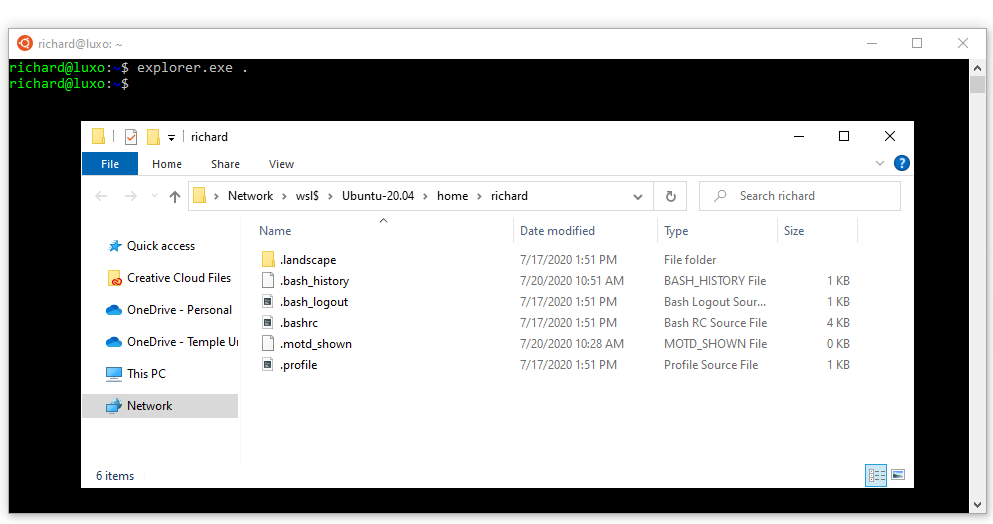 richard@luxo: ~
richard@luxo:~$ explorer.exe .
richard@luxo:~$
richard
File Home Share View
Network › wsl$ › Ubuntu-20.04 › home › richard
Search richard
Name Date modified Type Size
Quick access
Creative Cloud Files
OneDrive - Personal
OneDrive - Temple Ur
This PC
Network
.landscape 7/17/2020 1:51 PM File folder
.bash_history 7/20/2020 10:51 AM BASH_HISTORY File 1 KB
.bash_logout 7/17/2020 1:51 PM Bash Logout Sour... 1 KB
.bashrc 7/17/2020 1:51 PM Bash RC Source File 4 KB
.motd_shown 7/20/2020 10:28 AM MOTD_SHOWN File 0 KB
.profile 7/17/2020 1:51 PM Profile Source File 1 KB
6 items